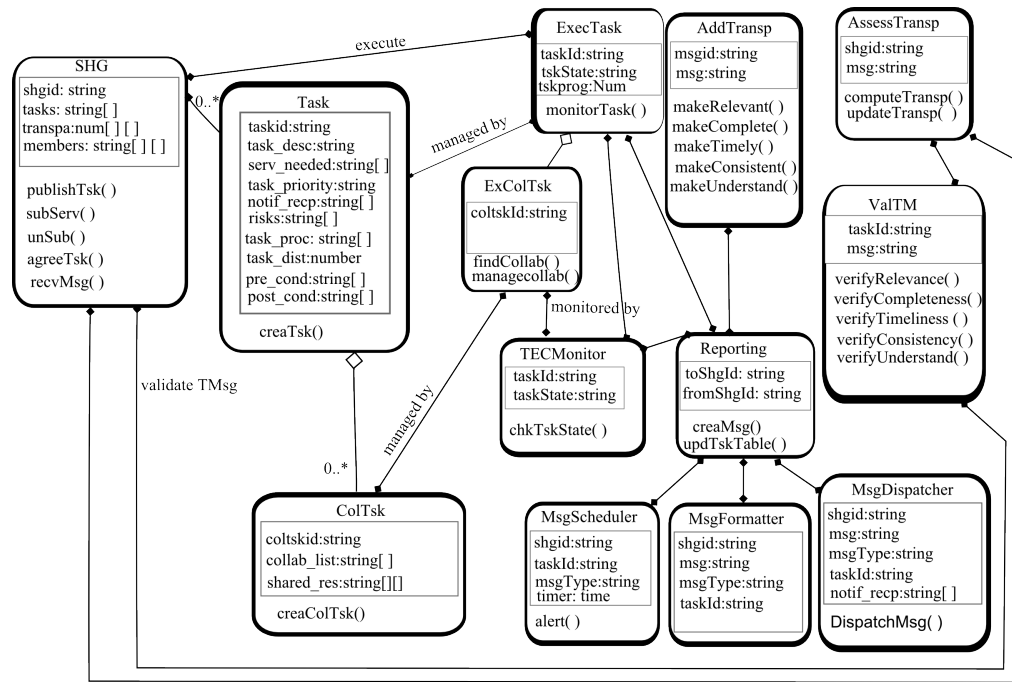 SHG
shgid: string
tasks: string[ ]
transpa:num[ ] [ ]
members: string[ ] [ ]
publishTsk( )
subServ( )
unSub( )
agreeTsk( )
recvMsg( )
execute
0..*
Task
taskid:string
task_desc:string
serv_needed:string[ ]
task_priority:string
notif_recp:string[ ]
risks:string[ ]
task_proc: string[ ]
task_dist:number
pre_cond:string[ ]
post_cond:string[ ]
creaTsk()
managed by
ExecTask
taskId:string
tskState:string
tskprog:Num
monitorTask( )
AddTransp
msgid:string
msg:string
makeRelevant( )
makeComplete( )
makeTimely( )
makeConsistent( )
makeUnderstand( )
AssessTransp
shgid:string
msg:string
computeTransp( )
updateTransp( )
ExColTsk
coltskId:string
findCollab( )
managecollab( )
ValTM
taskId:string
msg:string
verifyRelevance( )
verifyCompleteness( )
verifyTimeliness ( )
verifyConsistency( )
verifyUnderstand( )
monitored by
TECMonitor
taskId:string
taskState:string
chkTskState( )
Reporting
toShgId: string
fromShgId: string
creaMsg()
updTskTable( )
validate TMsg
managed by
0..*
ColTsk
coltskid:string
collab_list:string[ ]
shared_res:string[][]
creaColTsk()
MsgScheduler
shgid:string
taskId:string
msgType:string
timer: time
alert( )
MsgFormatter
shgid:string
msg:string
msgType:string
taskId:string
MsgDispatcher
shgid:string
msg:string
msgType:string
taskId:string
notif_recp:string[ ]
DispatchMsg( )